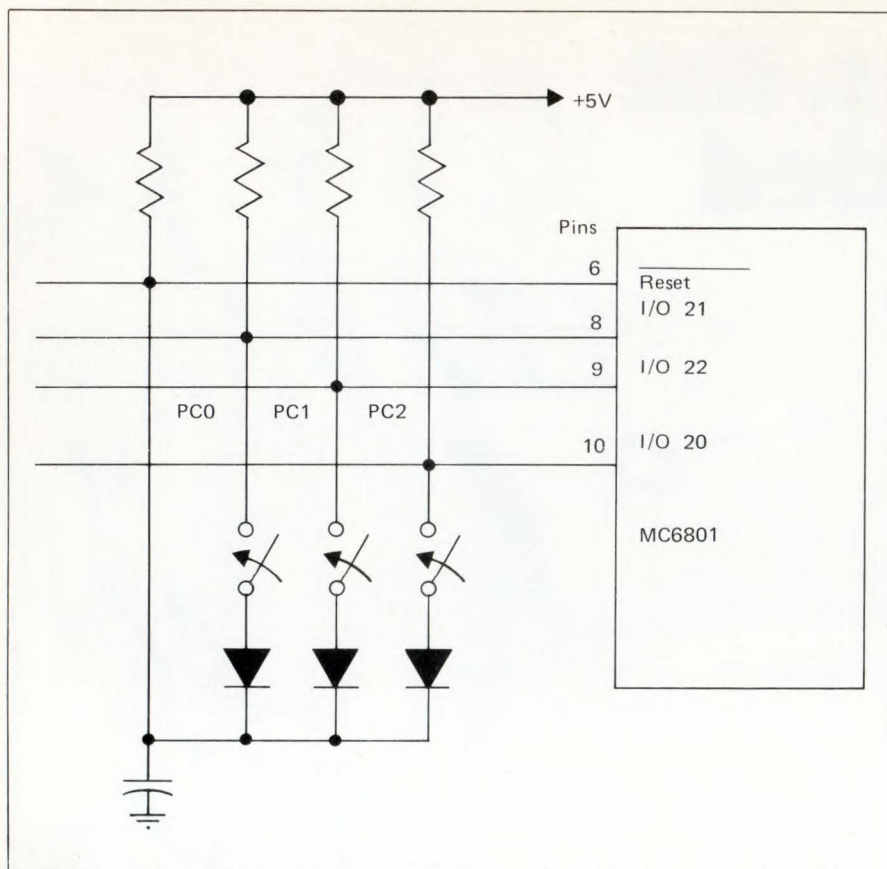 +5V
Pins
6
Reset
8
I/O 21
9
I/O 22
PC0 PC1 PC2
10
I/O 20
MC6801